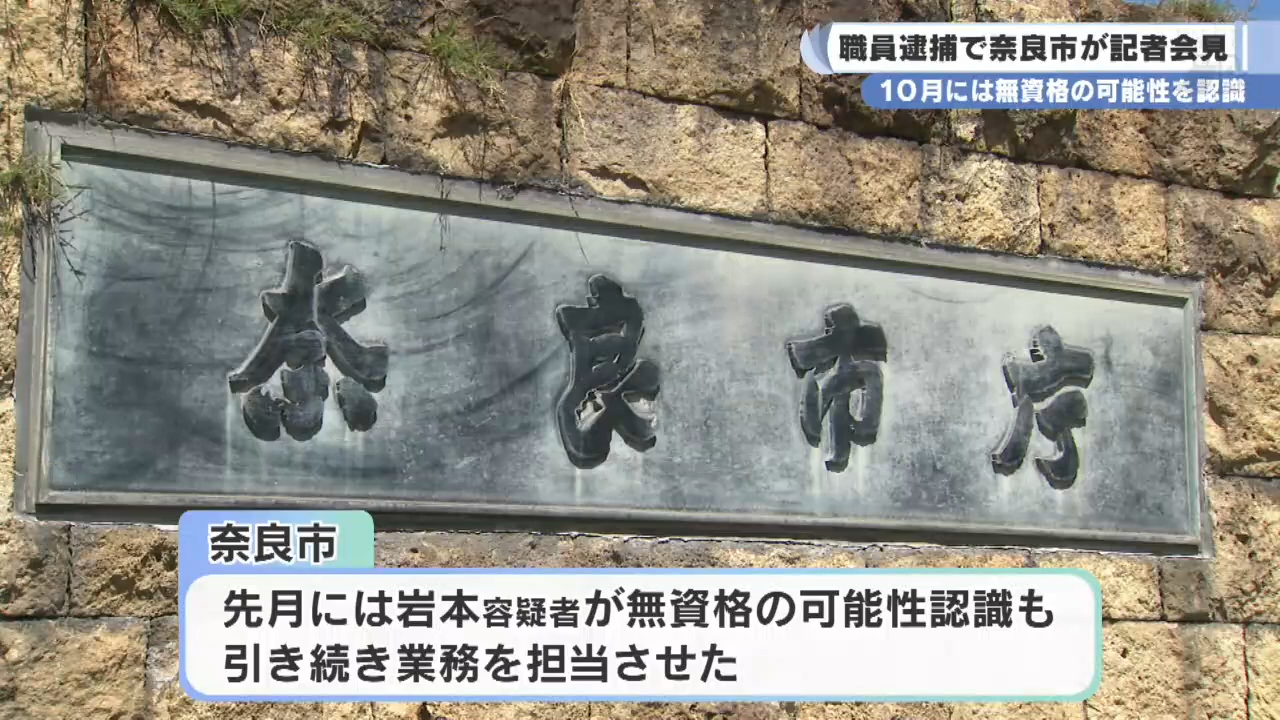 職員逮捕で奈良市が記者会見
10月には無資格の可能性を認識
奈良市庁
奈良市
先月には岩本容疑者が無資格の可能性認識も
引き続き業務を担当させた